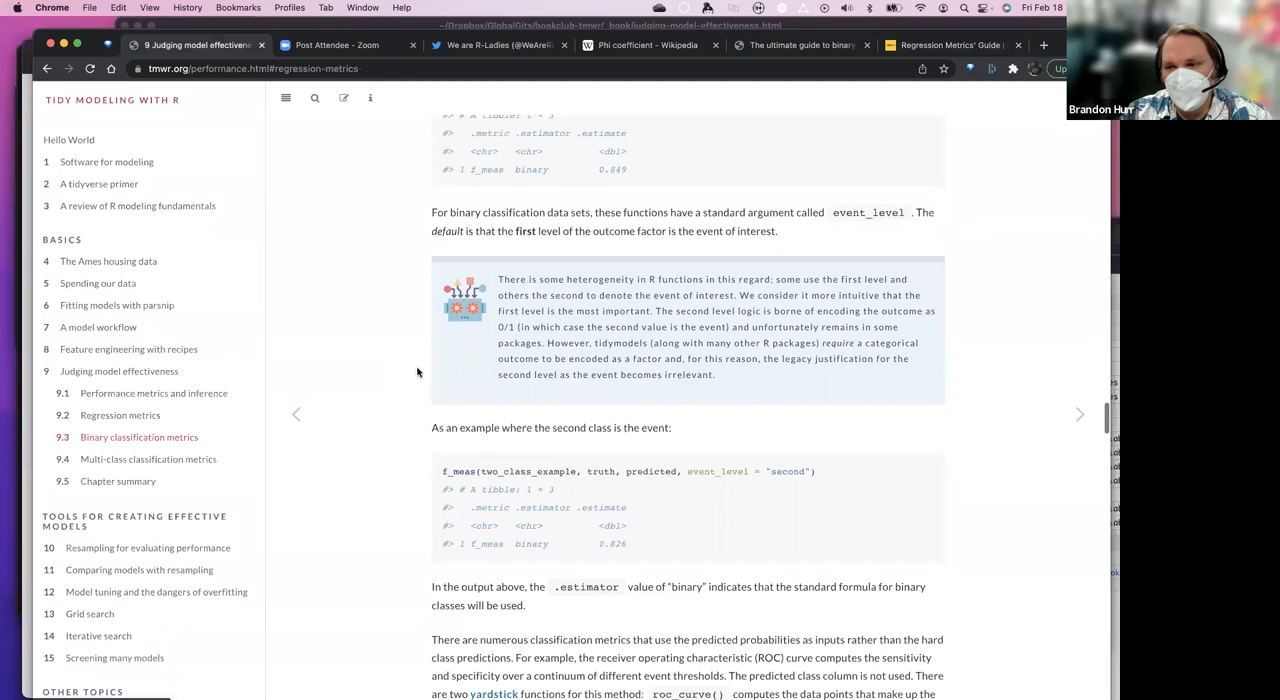 Chrome File Edit View History Bookmarks Profiles Tab Window Help Fri Feb 18
~/Dropbox/GlobalGits/bookclub-tmwr/_book/judging-model-effectiveness.html
9 Judging model effectivene
Post Attendee - Zoom
We are R-Ladies (@WeAreR
Phi coefficient - Wikipedia
The ultimate guide to binary
Regression Metrics' Guide
tmwr.org/performance.html#regression-metrics
Up
Brandon Hurr
TIDY MODELING WITH R
Hello World
1 Software for modeling
2 A tidyverse primer
3 A review of R modeling fundamentals
BASICS
4 The Ames housing data
5 Spending our data
6 Fitting models with parsnip
7 A model workflow
8 Feature engineering with recipes
9 Judging model effectiveness
9.1 Performance metrics and inference
9.2 Regression metrics
9.3 Binary classification metrics
9.4 Multi-class classification metrics
9.5 Chapter summary
TOOLS FOR CREATING EFFECTIVE
MODELS
10 Resampling for evaluating performance
11 Comparing models with resampling
12 Model tuning and the dangers of overfitting
13 Grid search
14 Iterative search
15 Screening many models
OTHER TOPICS
#> # A tibble: 1 × 3
#> .metric .estimator .estimate
#> <chr> <chr> <dbl>
#> 1 f_meas binary 0.849
For binary classification data sets, these functions have a standard argument called event_level . The
default is that the first level of the outcome factor is the event of interest.
There is some heterogeneity in R functions in this regard; some use the first level and
others the second to denote the event of interest. We consider it more intuitive that the
first level is the most important. The second level logic is borne of encoding the outcome as
0/1 (in which case the second value is the event) and unfortunately remains in some
packages. However, tidymodels (along with many other R packages) require a categorical
outcome to be encoded as a factor and, for this reason, the legacy justification for the
second level as the event becomes irrelevant.
As an example where the second class is the event:
f_meas(two_class_example, truth, predicted, event_level = "second")
#> # A tibble: 1 × 3
#> .metric .estimator .estimate
#> <chr> <chr> <dbl>
#> 1 f_meas binary 0.826
In the output above, the .estimator value of "binary" indicates that the standard formula for binary
classes will be used.
There are numerous classification metrics that use the predicted probabilities as inputs rather than the hard
class predictions. For example, the receiver operating characteristic (ROC) curve computes the sensitivity
and specificity over a continuum of different event thresholds. The predicted class column is not used. There
are two yardstick functions for this method: roc_curve() computes the data points that make up the